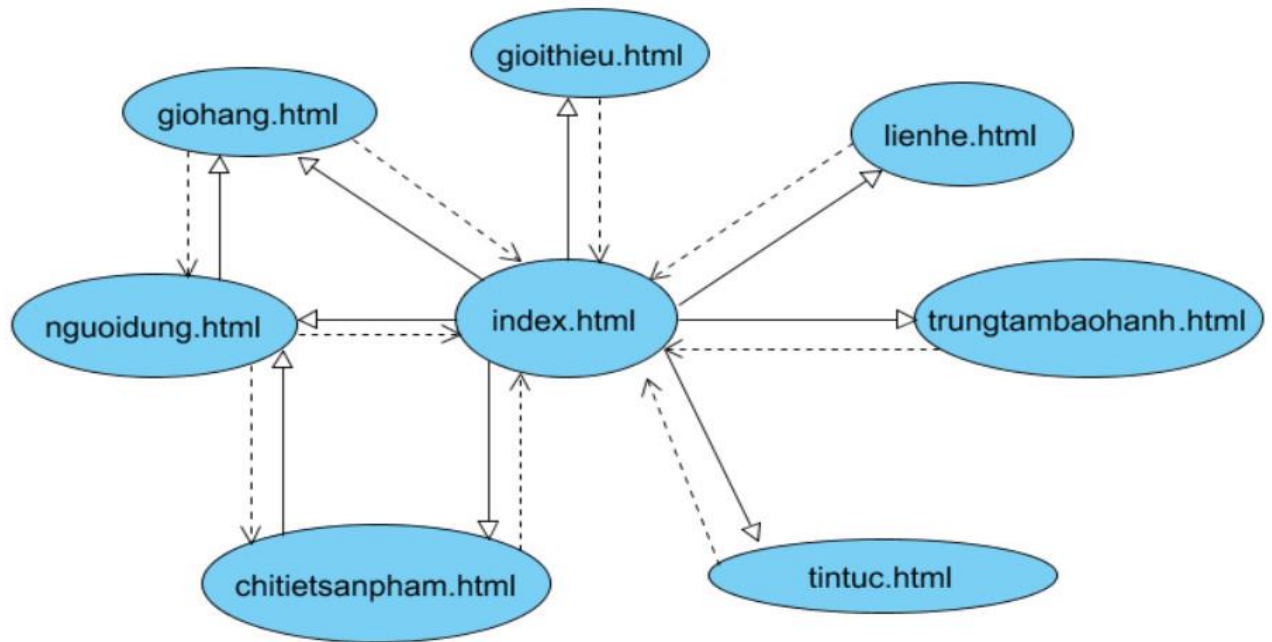 gioithieu.html
giohang.html
lienhe.html
nguoidung.html
index.html
trungtambaohanh.html
chitietsanpham.html
tintuc.html